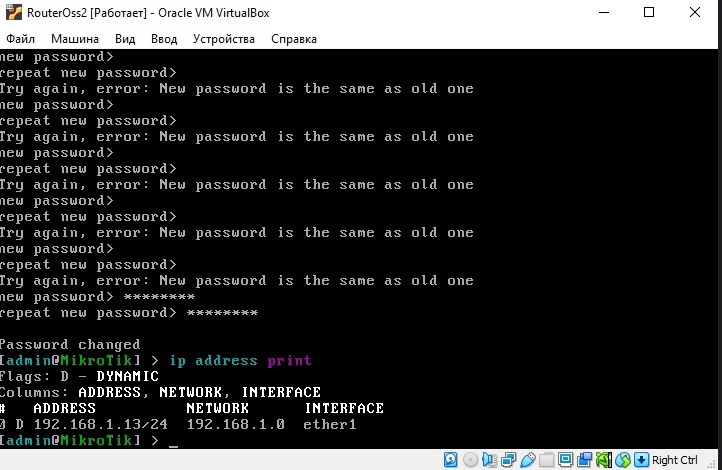 RouterOss2 [Работает] - Oracle VM VirtualBox
Файл Машина Вид Ввод Устройства Справка
new password>
repeat new password>
Try again, error: New password is the same as old one
new password>
repeat new password>
Try again, error: New password is the same as old one
new password>
repeat new password>
Try again, error: New password is the same as old one
new password>
repeat new password>
Try again, error: New password is the same as old one
new password>
repeat new password>
Try again, error: New password is the same as old one
new password> ********
repeat new password> ********
Password changed
[admin@MikroTik] > ip address print
Flags: D - DYNAMIC
Columns: ADDRESS, NETWORK, INTERFACE
# ADDRESS NETWORK INTERFACE
0 D 192.168.1.13/24 192.168.1.0 ether1
[admin@MikroTik] > _
Right Ctrl